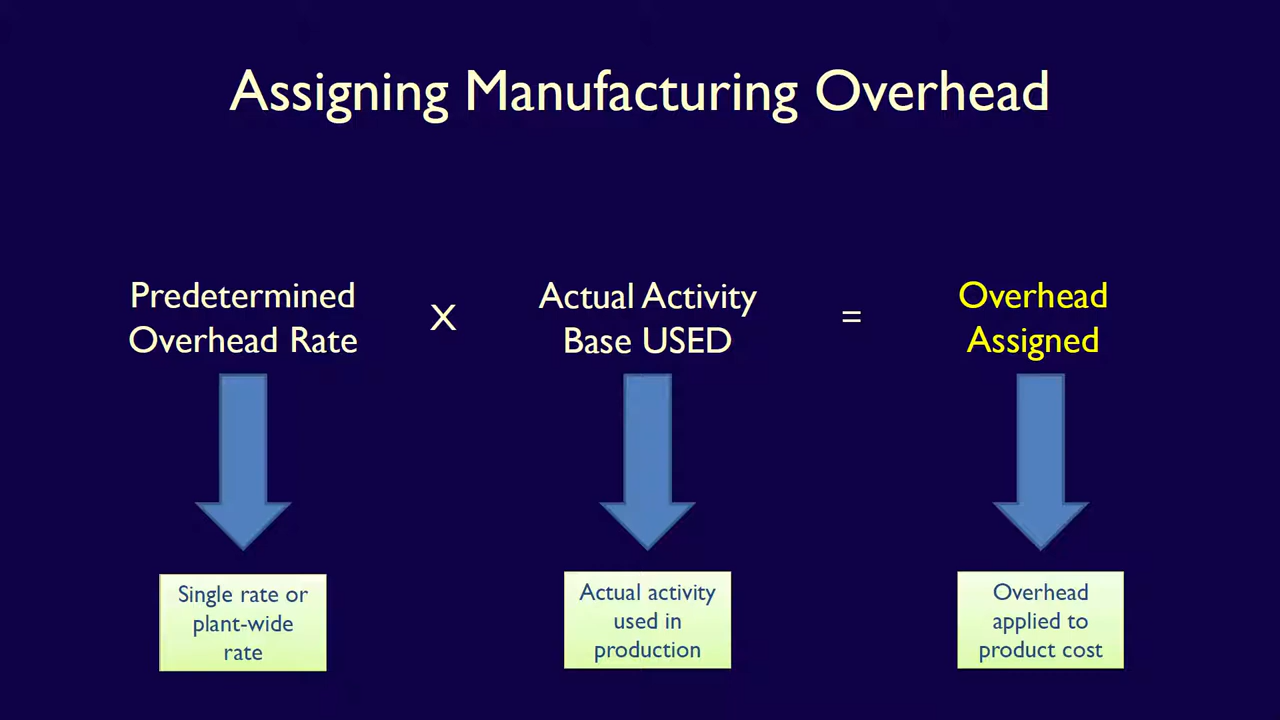 Assigning Manufacturing Overhead
Predetermined
Overhead Rate
X
Actual Activity
Base USED
=
Overhead
Assigned
Single rate or
plant-wide
rate
Actual activity
used in
production
Overhead
applied to
product cost